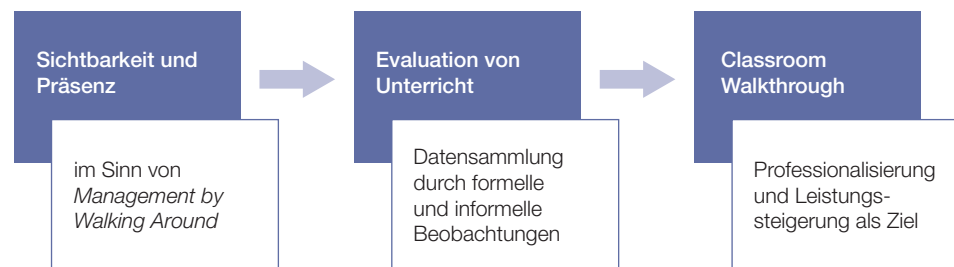 Sichtbarkeit und
Präsenz
im Sinn von
Management by
Walking Around
Evaluation von
Unterricht
Datensammlung
durch formelle
und informelle
Beobachtungen
Classroom
Walkthrough
Professionalisierung
und Leistungs-
steigerung als Ziel